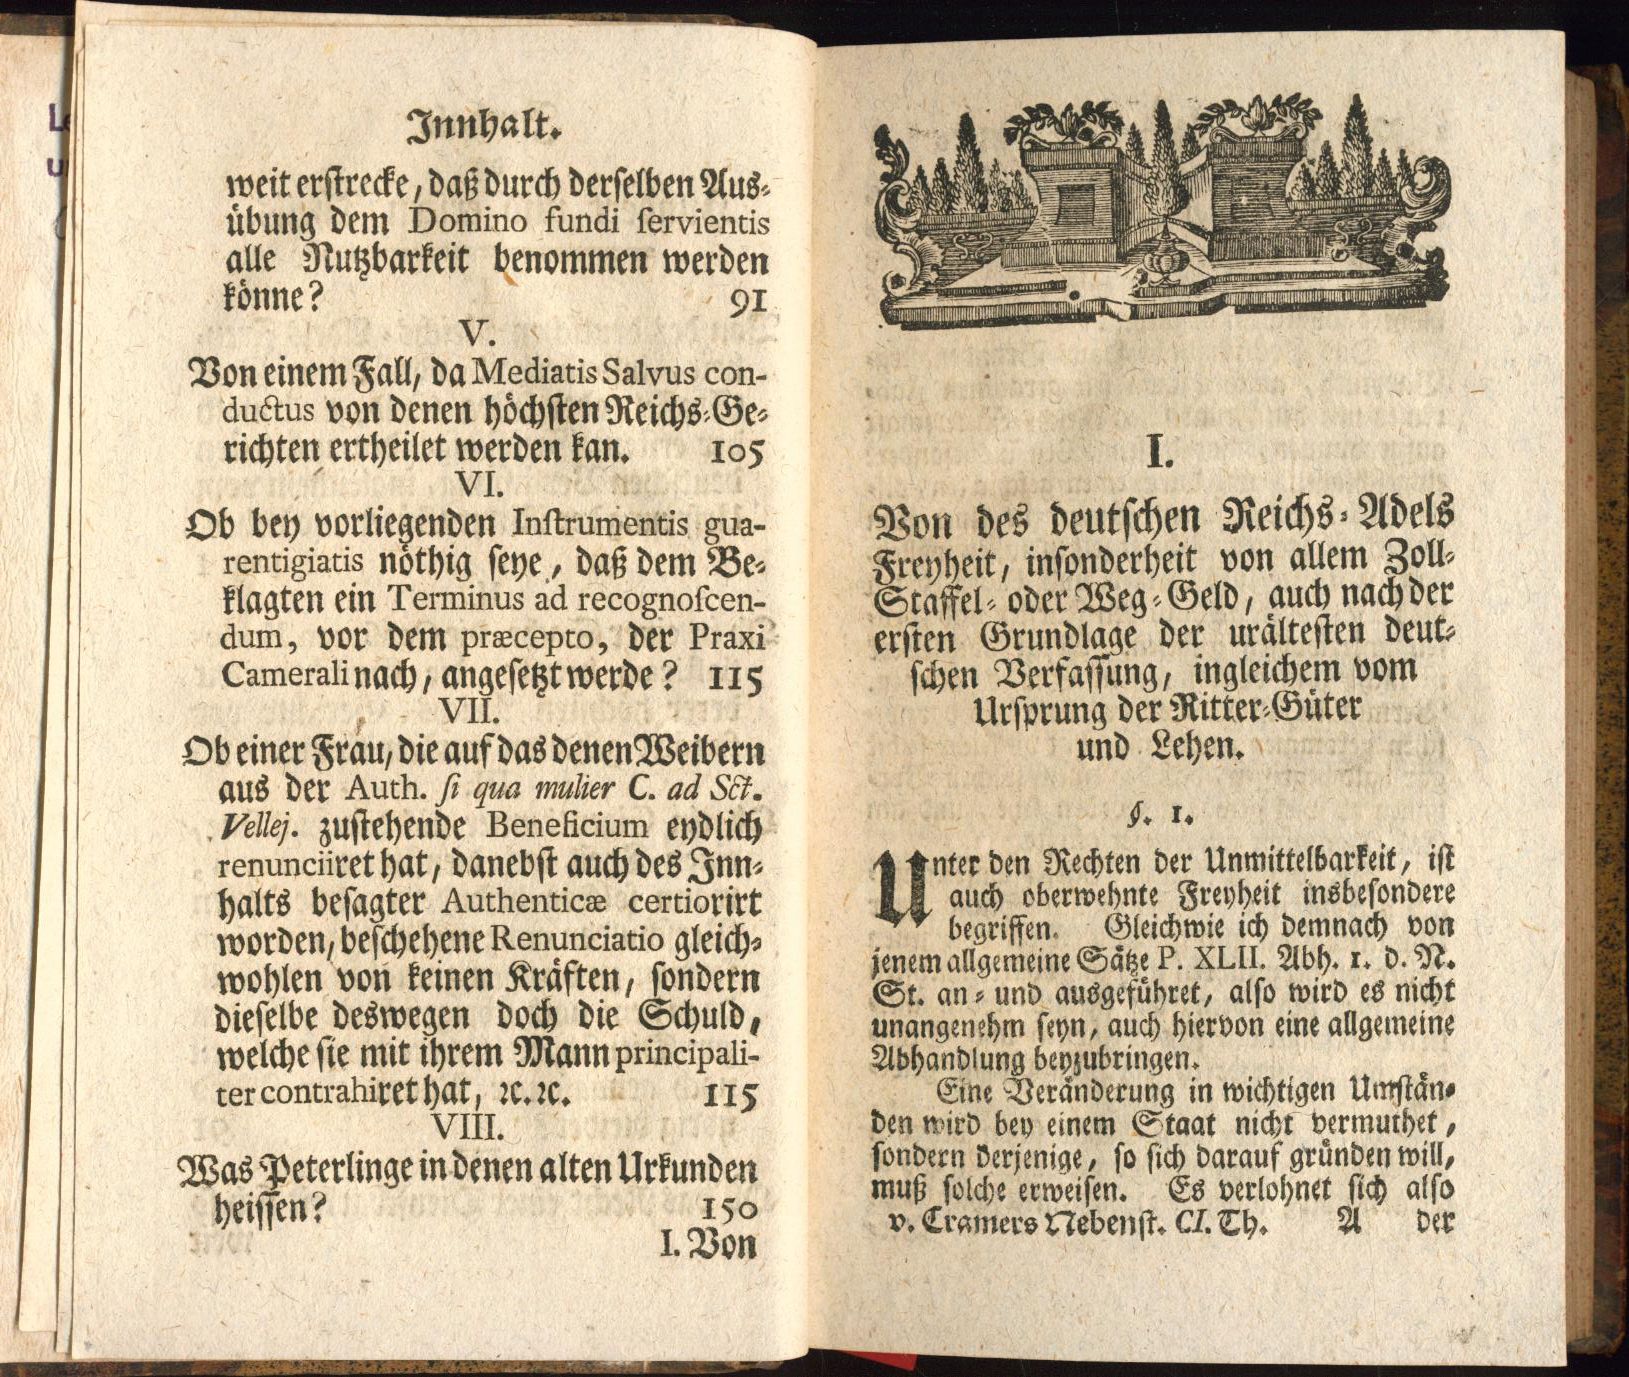 Innhalt.
weit erstrecke, daß durch derselben Aus-
übung dem Domino fundi servientis
alle Nutzbarkeit benommen werden
könne? 91
V.
Von einem Fall, da Mediatis Salvus con-
ductus von denen höchsten Reichs-Ge-
richten ertheilet werden kan. 105
VI.
Ob bey vorliegenden Instrumentis gua-
rentigiatis nöthig seye, daß dem Be-
klagten ein Terminus ad recognoscen-
dum, vor dem præcepto, der Praxi
Camerali nach, angesetzt werde? 115
VII.
Ob einer Frau, die auf das denen Weibern
aus der Auth. si qua mulier C. ad Sct.
Vellej. zustehende Beneficium eydlich
renunciiret hat, danebst auch des Inn-
halts besagter Authenticæ certiorirt
worden, beschehene Renunciatio gleich-
wohlen von keinen Kräften, sondern
dieselbe deswegen doch die Schuld,
welche sie mit ihrem Mann principali-
ter contrahiret hat, ꝛc. ꝛc. 115
VIII.
Was Peterlinge in denen alten Urkunden
heissen? 150
I. Von
I.
Von des deutschen Reichs-Adels
Freyheit, insonderheit von allem Zoll-
Staffel- oder Weg-Geld, auch nach der
ersten Grundlage der urältesten deut-
schen Verfassung, ingleichem vom
Ursprung der Ritter-Güter
und Lehen.
§. 1.
Unter den Rechten der Unmittelbarkeit, ist
auch oberwehnte Freyheit insbesondere
begriffen. Gleichwie ich demnach von
jenem allgemeine Sätze P. XLII. Abh. 1. d. N.
St. an- und ausgeführet, also wird es nicht
unangenehm seyn, auch hiervon eine allgemeine
Abhandlung beyzubringen.
Eine Veränderung in wichtigen Umstän-
den wird bey einem Staat nicht vermuthet,
sondern derjenige, so sich darauf gründen will,
muß solche erweisen. Es verlohnet sich also
v. Cramers Nebenst. CI. Th. A der